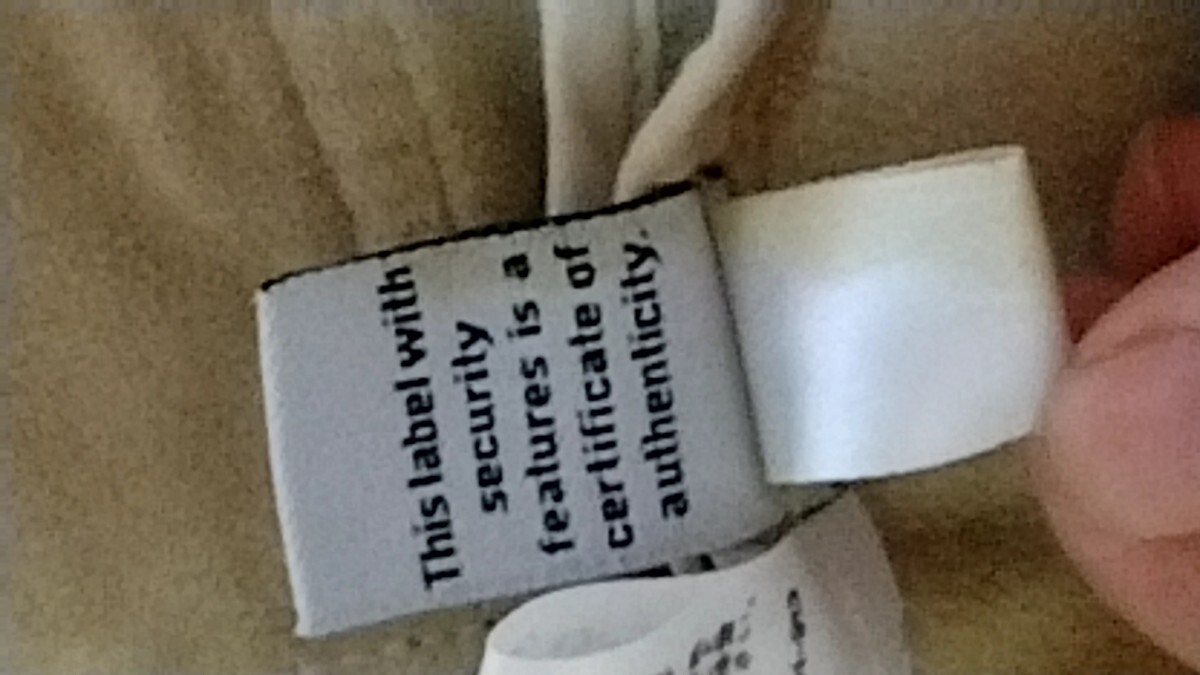 This label with
security
features is a
certificate of
authenticity.